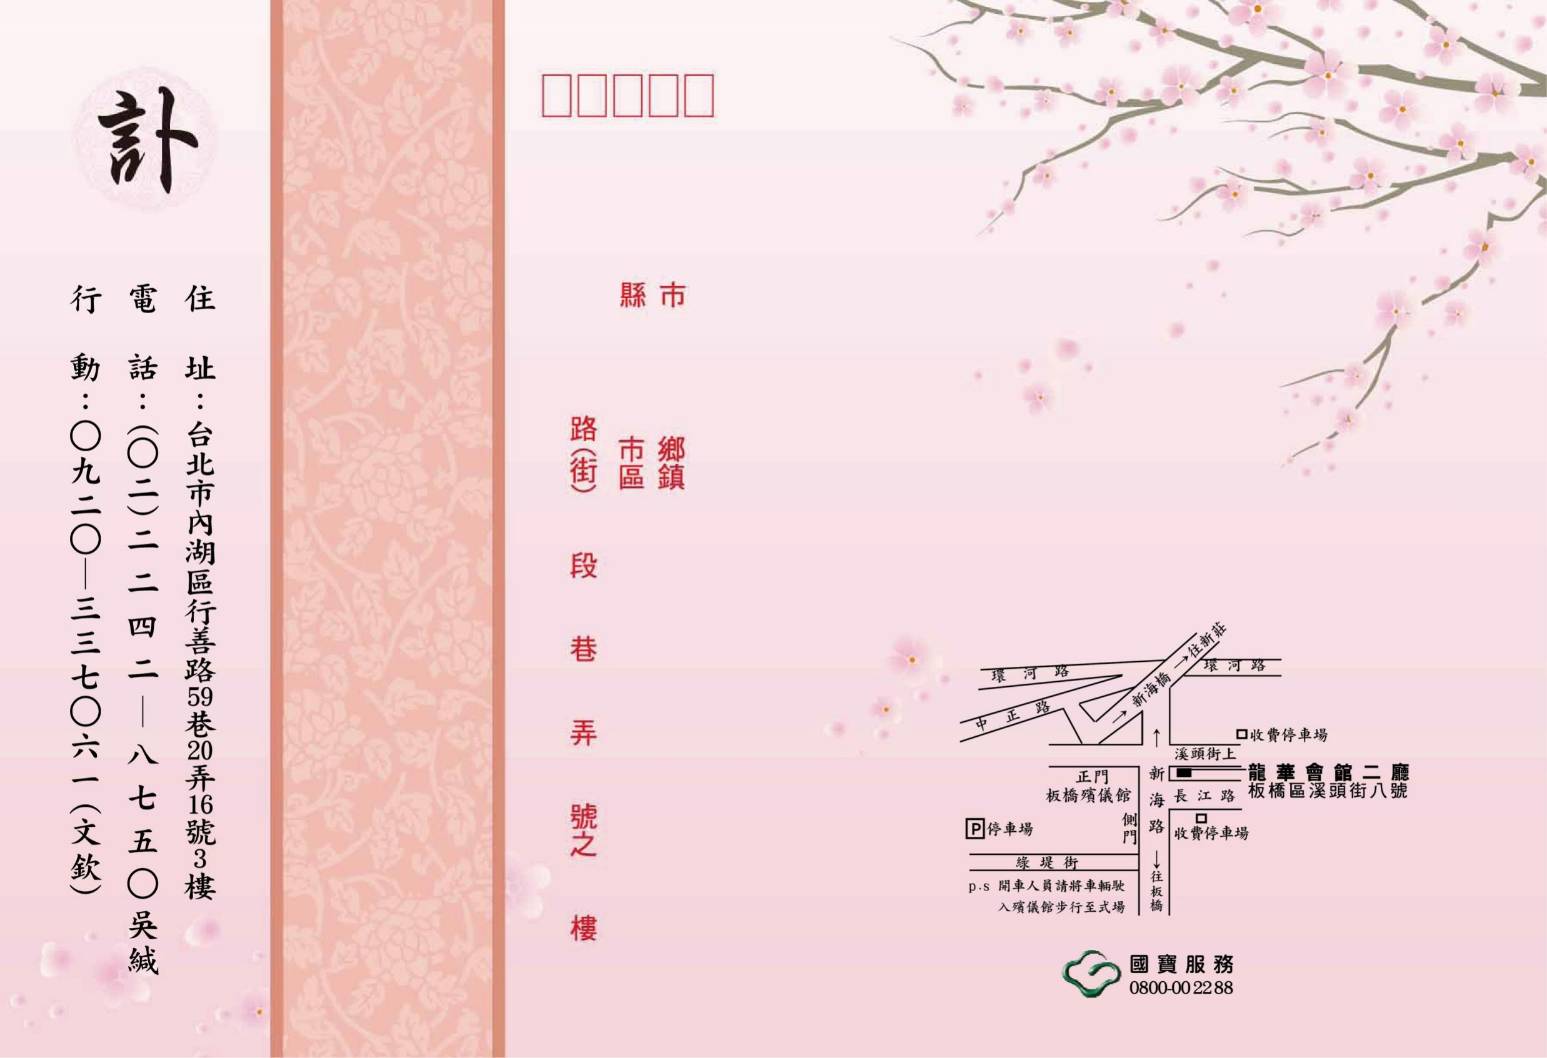 訃
住址：台北市內湖區行善路59巷20弄16號3樓
電話：（〇二）二二四二—八七五〇吳緘
行動：〇九二〇—三三七〇六一（文欽）
市
縣
鄉鎮
市區
路（街）　段　巷　弄　號之　樓
環河路
中正路
→新海橋→往新莊
環河路
收費停車場
溪頭街上
龍華會館二廳
板橋區溪頭街八號
正門
板橋殯儀館
側門
↑新海路↓往板橋
長江路
收費停車場
P停車場
綠堤街
p.s 開車人員請將車輛駛
入殯儀館步行至式場
國寶服務
0800-00 22 88